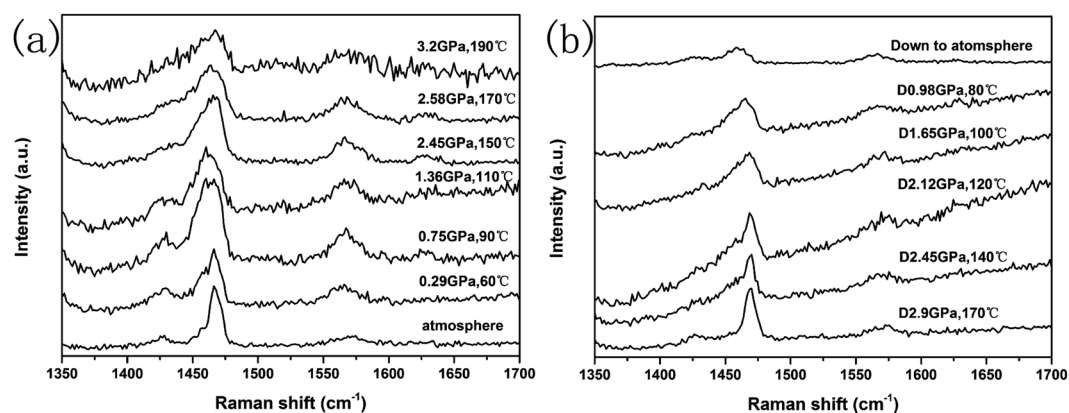 (a)
3.2GPa,190℃
2.58GPa,170℃
2.45GPa,150℃
1.36GPa,110℃
0.75GPa,90℃
0.29GPa,60℃
atmosphere
Intensity (a.u.)
1350 1400 1450 1500 1550 1600 1650 1700
Raman shift (cm⁻¹)
(b)
Down to atomsphere
D0.98GPa,80℃
D1.65GPa,100℃
D2.12GPa,120℃
D2.45GPa,140℃
D2.9GPa,170℃
Intensity (a.u.)
1350 1400 1450 1500 1550 1600 1650 1700
Raman shift (cm⁻¹)